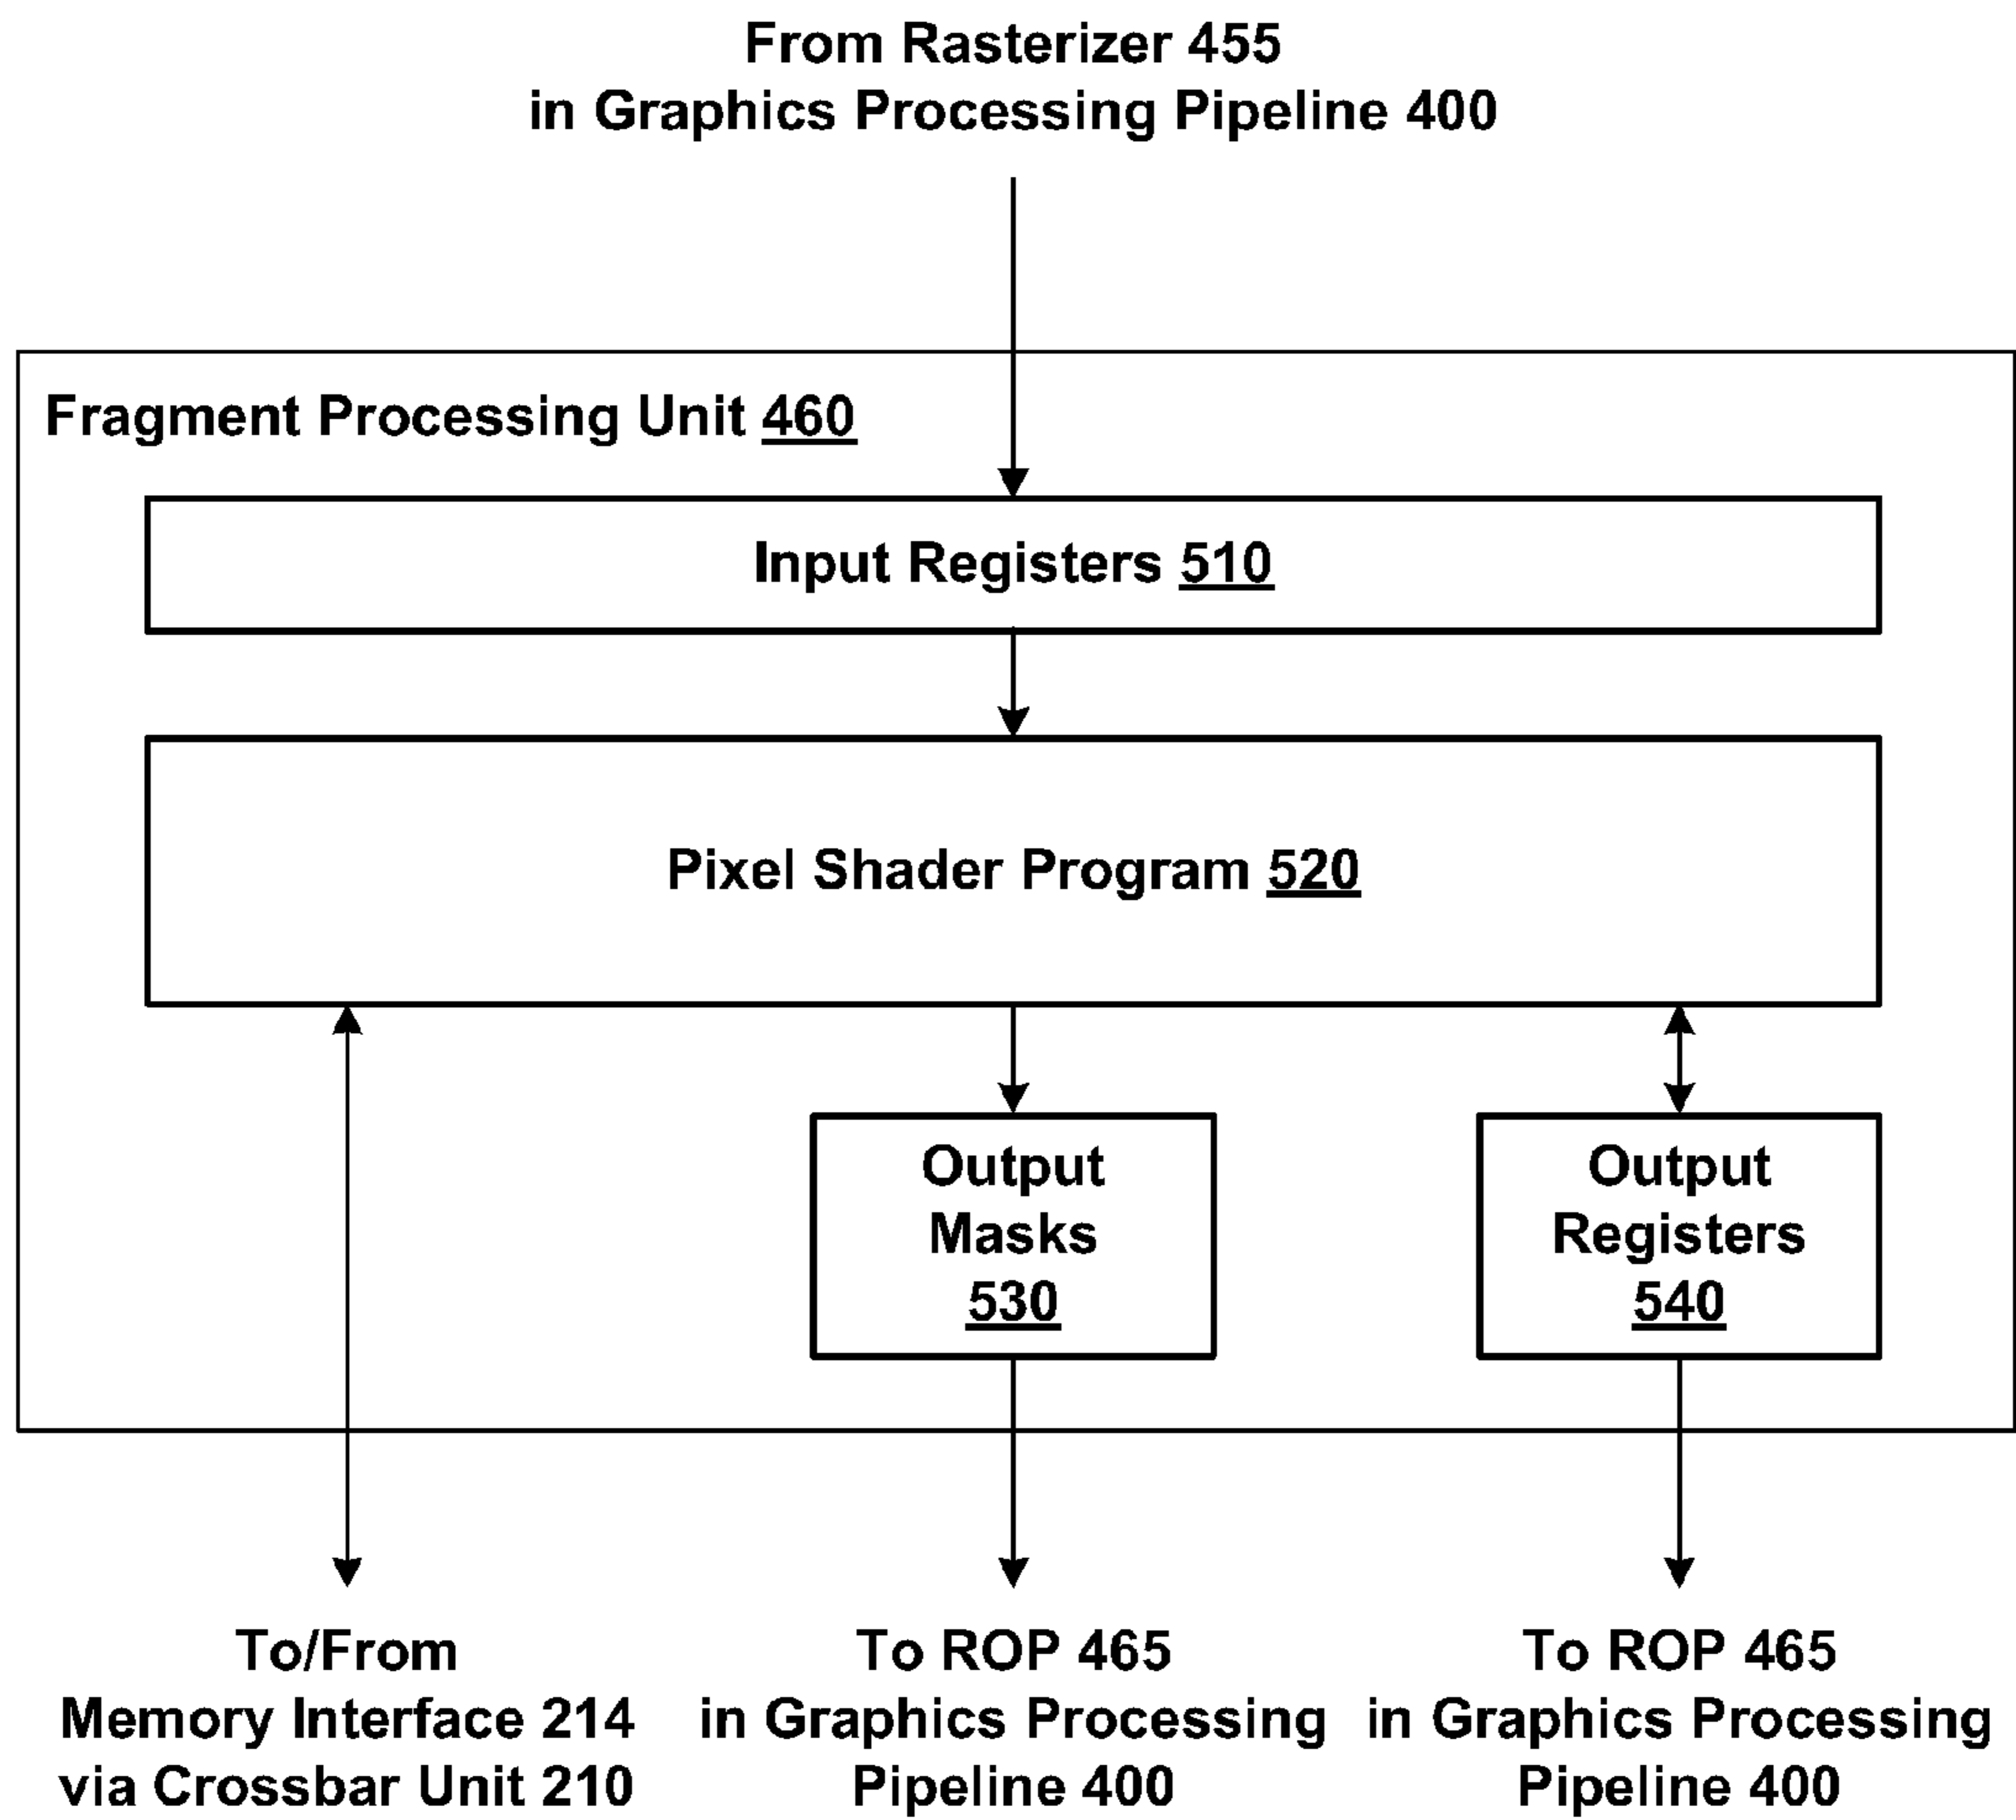 From Rasterizer 455
in Graphics Processing Pipeline 400
Fragment Processing Unit 460
Input Registers 510
Pixel Shader Program 520
Output
Masks
530
Output
Registers
540
To/From
Memory Interface 214
via Crossbar Unit 210
To ROP 465
in Graphics Processing
Pipeline 400
To ROP 465
in Graphics Processing
Pipeline 400